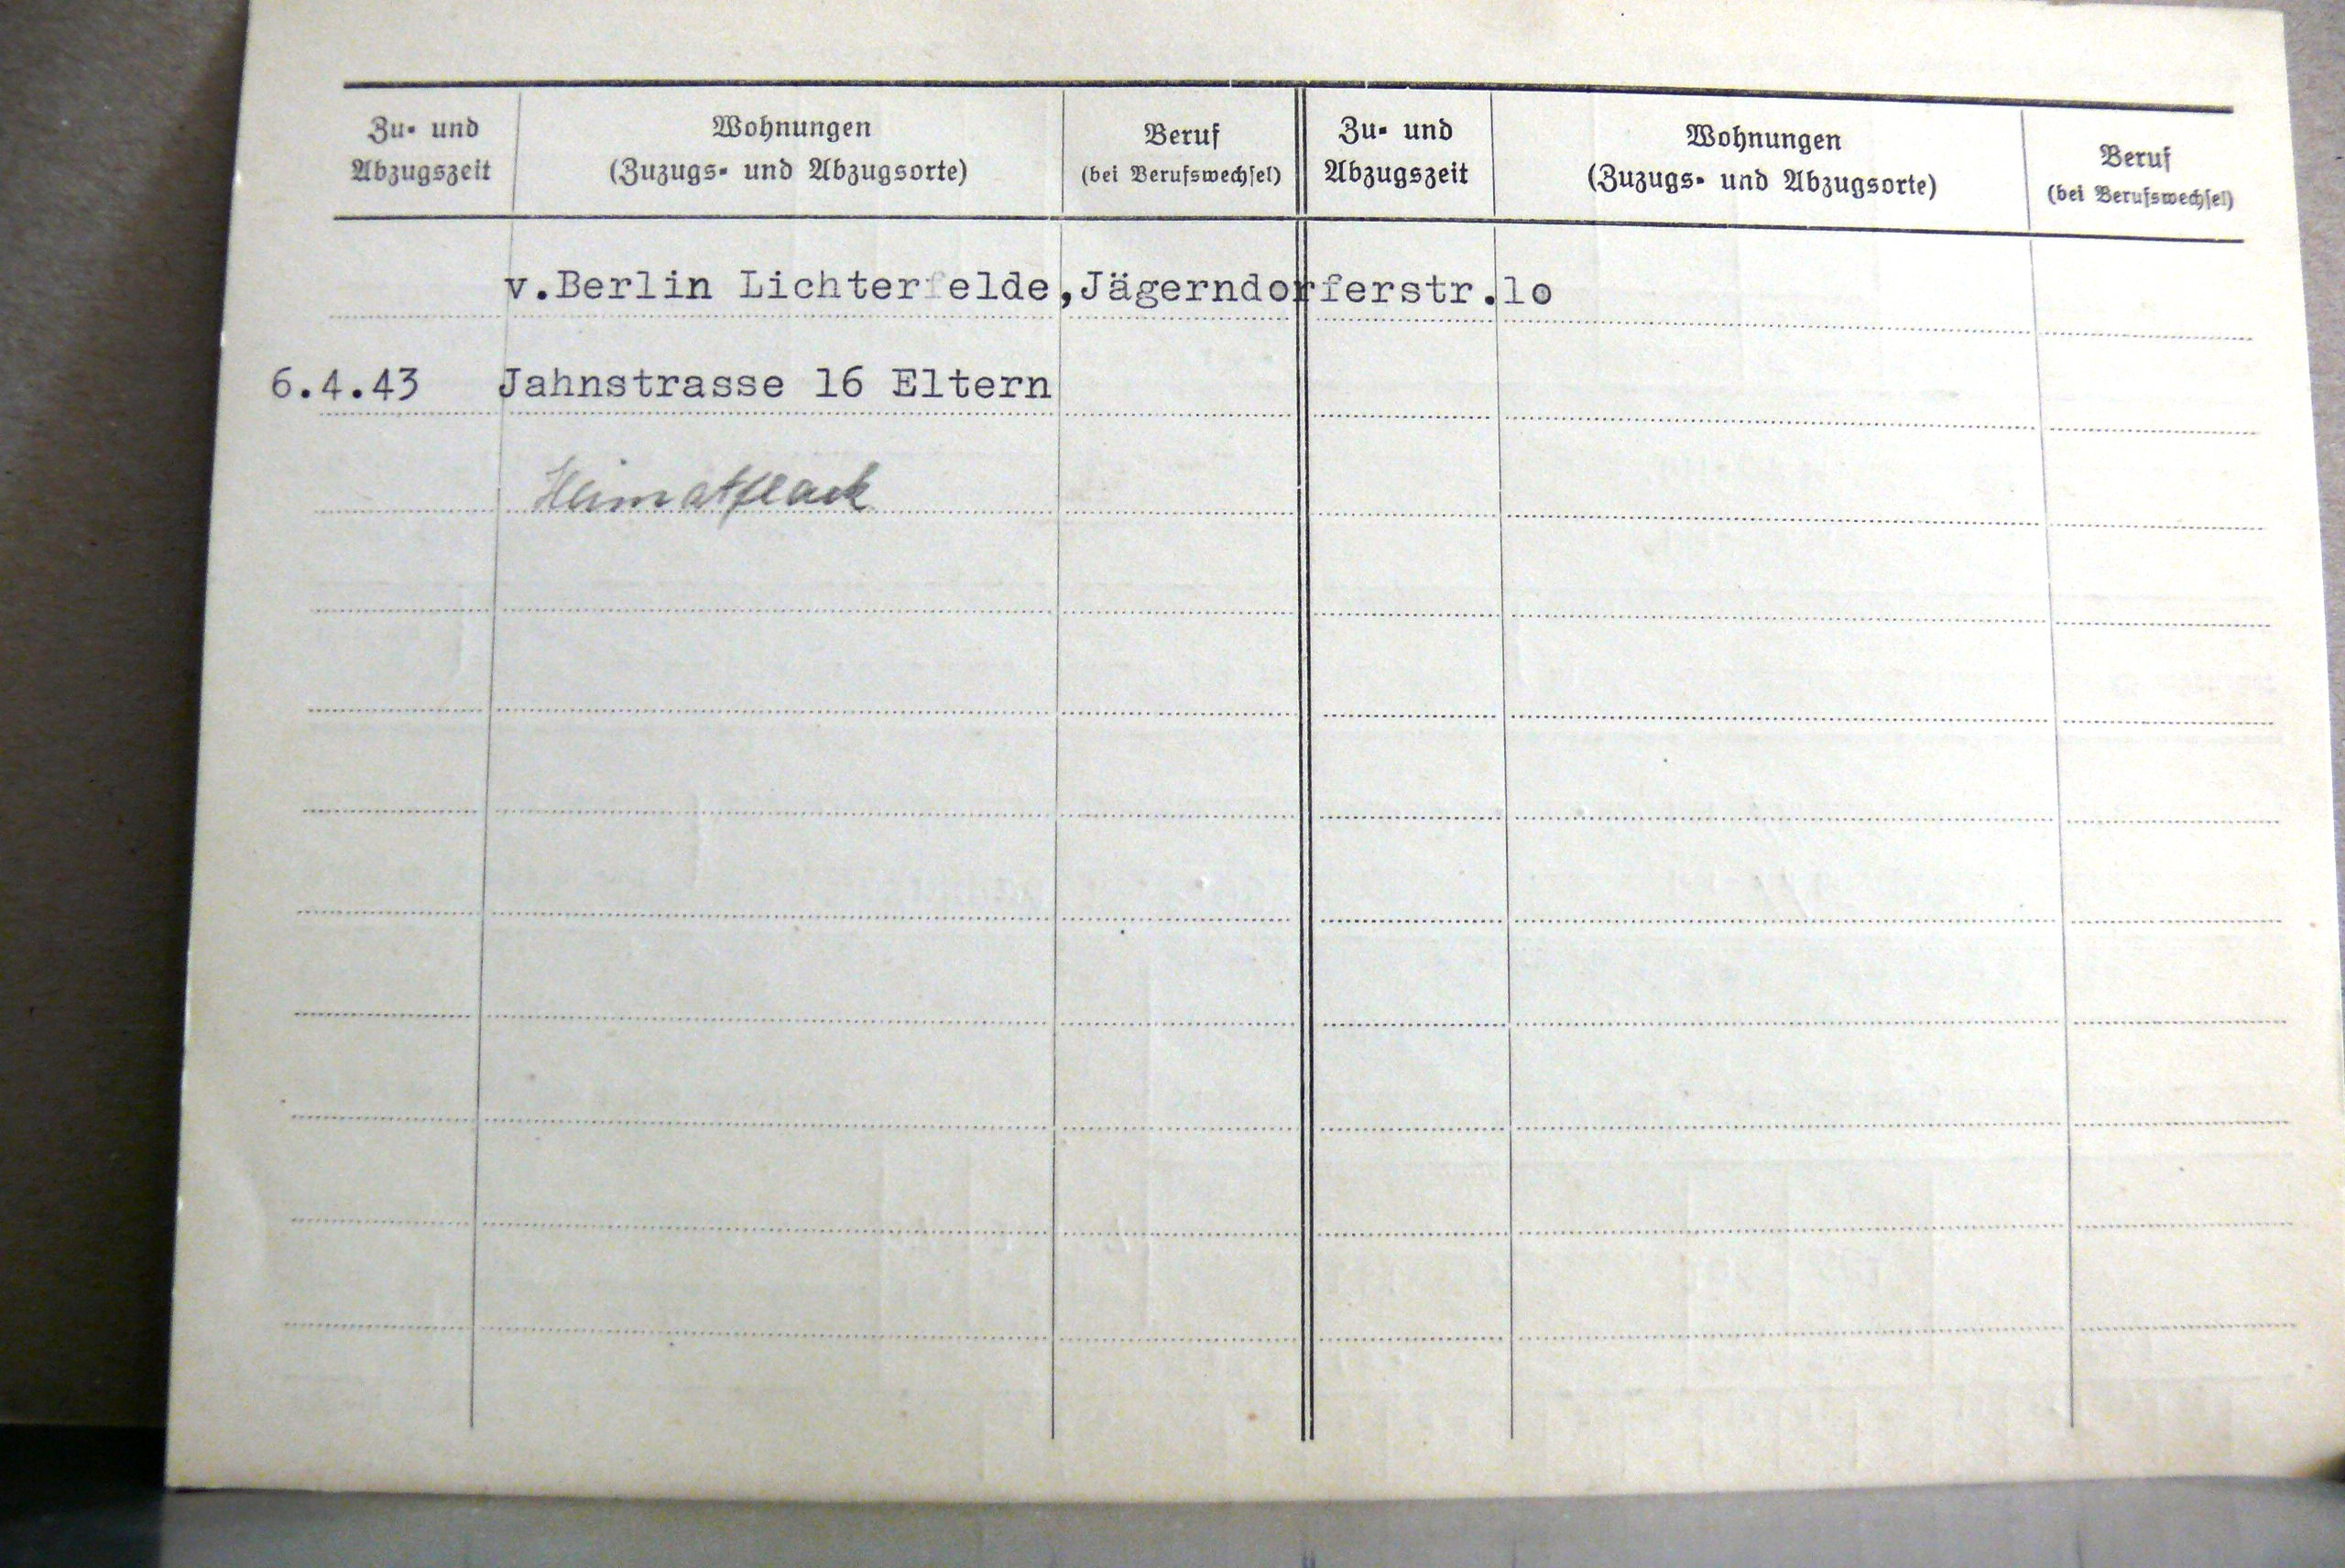 Zu- und Wohnungen Beruf Zu- und Wohnungen Beruf
Abzugszeit (Zuzugs- und Abzugsorte) (bei Berufswechsel) Abzugszeit (Zuzugs- und Abzugsorte) (bei Berufswechsel)
v.Berlin Lichterfelde,Jägerndorferstr.lo
6.4.43 Jahnstrasse 16 Eltern
Heimatflack